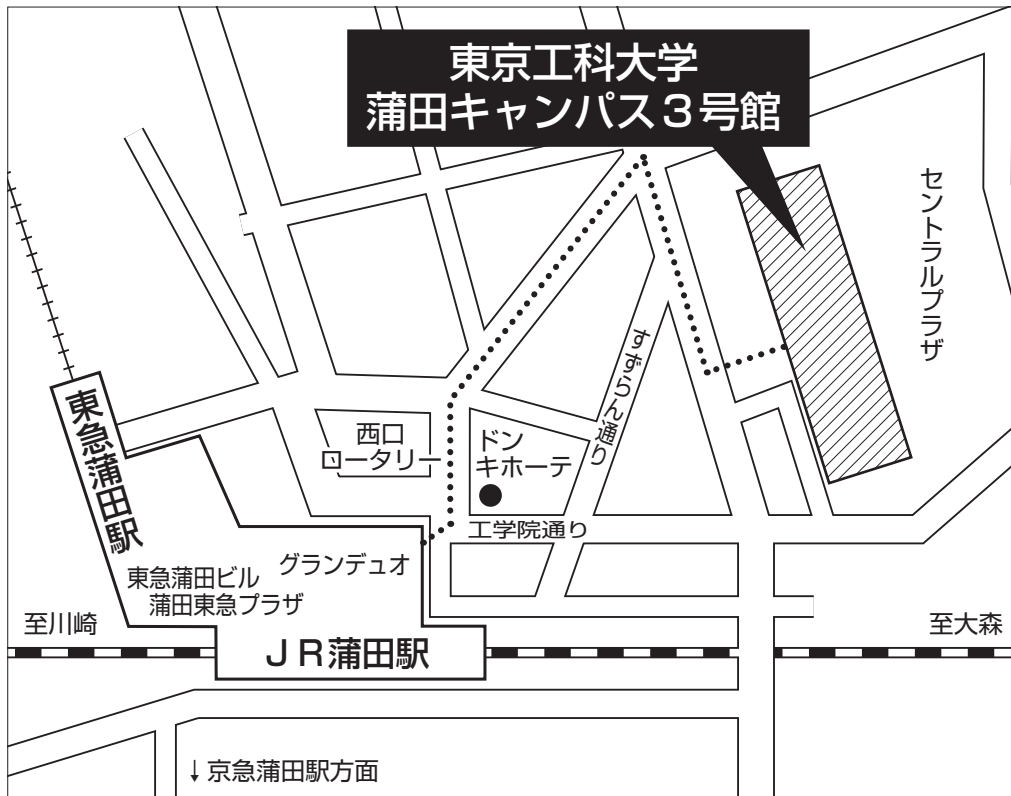 東京工科大学
蒲田キャンパス3号館
セントラルプラザ
すずらん通り
西口
ロータリー
ドン
キホーテ
工学院通り
東急蒲田駅
グランデュオ
東急蒲田ビル
蒲田東急プラザ
至川崎
至大森
JR蒲田駅
↓京急蒲田駅方面